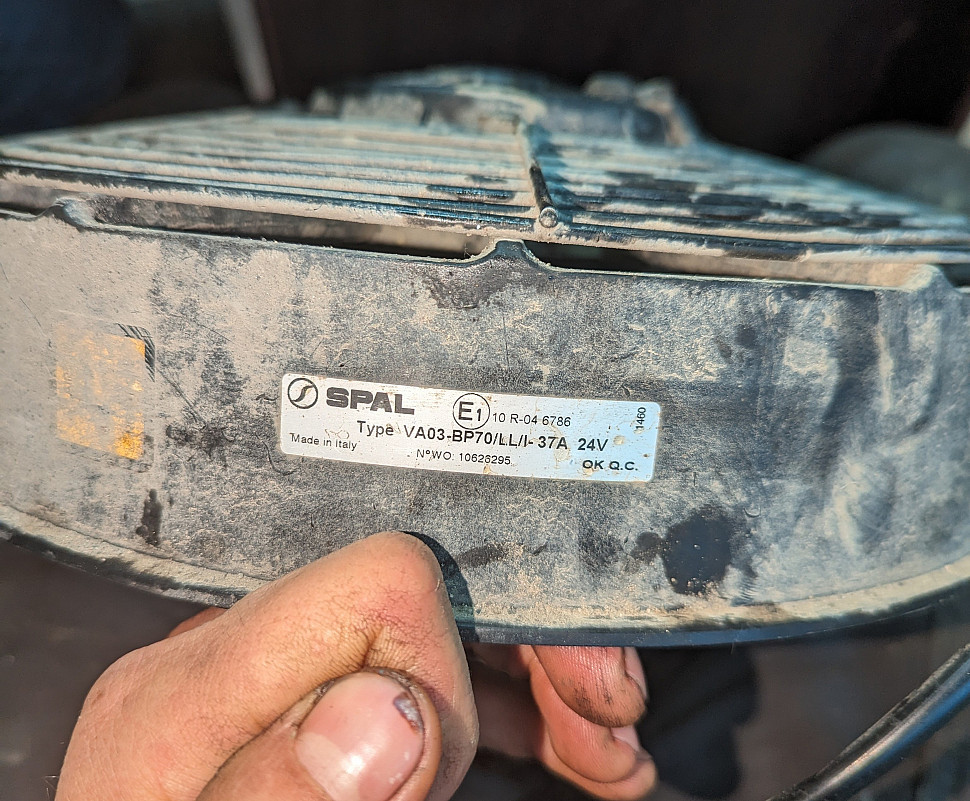 SPAL E1 10 R-04 6786
Type VA03-BP70/LL/I-37A 24V
Made in Italy
N°WO: 10628295
OK Q.C.
1460